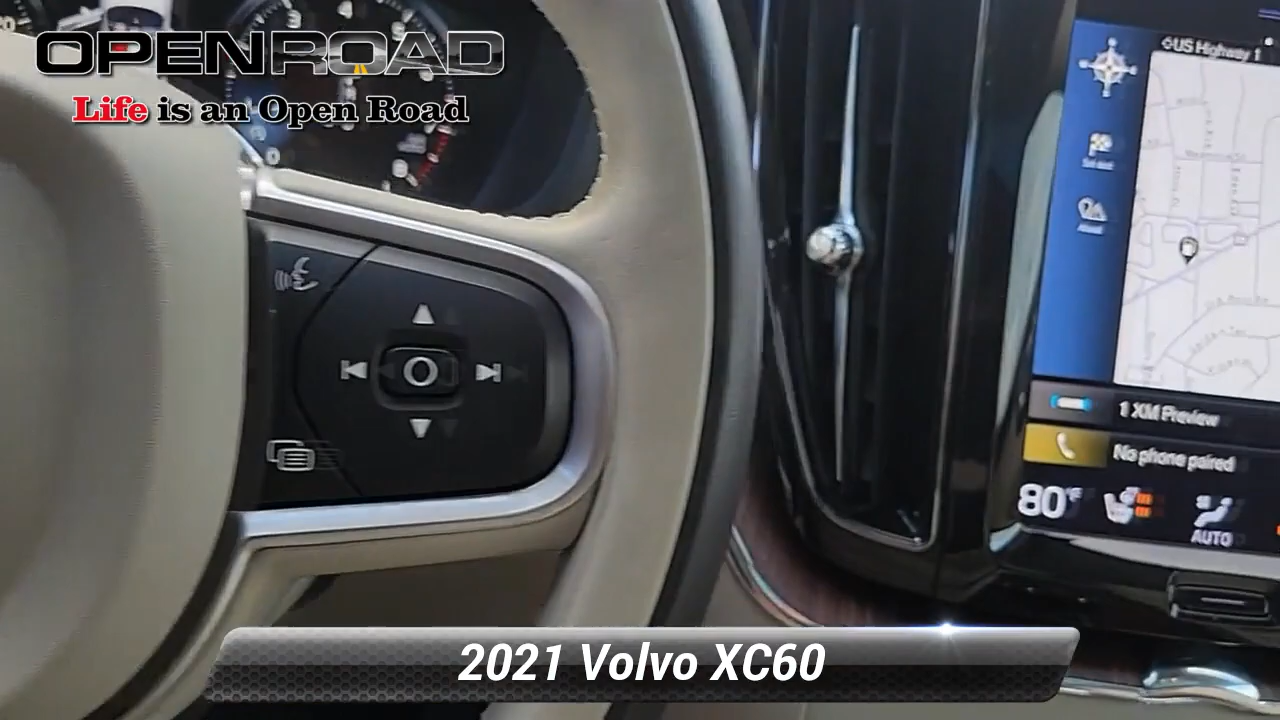 OPENROAD
Life is an Open Road
US Highway 1
1 XM Preview
No phone paired
80°F
AUTO
2021 Volvo XC60